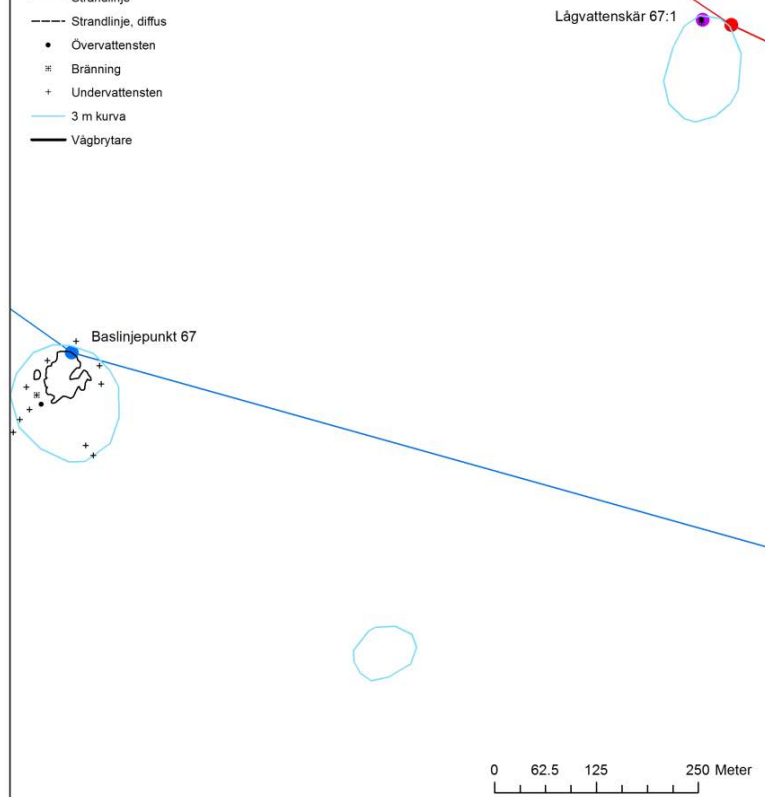 Strandlinje
Strandlinje, diffus
Övervattensten
Bränning
Undervattensten
3 m kurva
Vågbrytare
Lågvattenskär 67:1
Baslinjepunkt 67
0 62.5 125 250 Meter